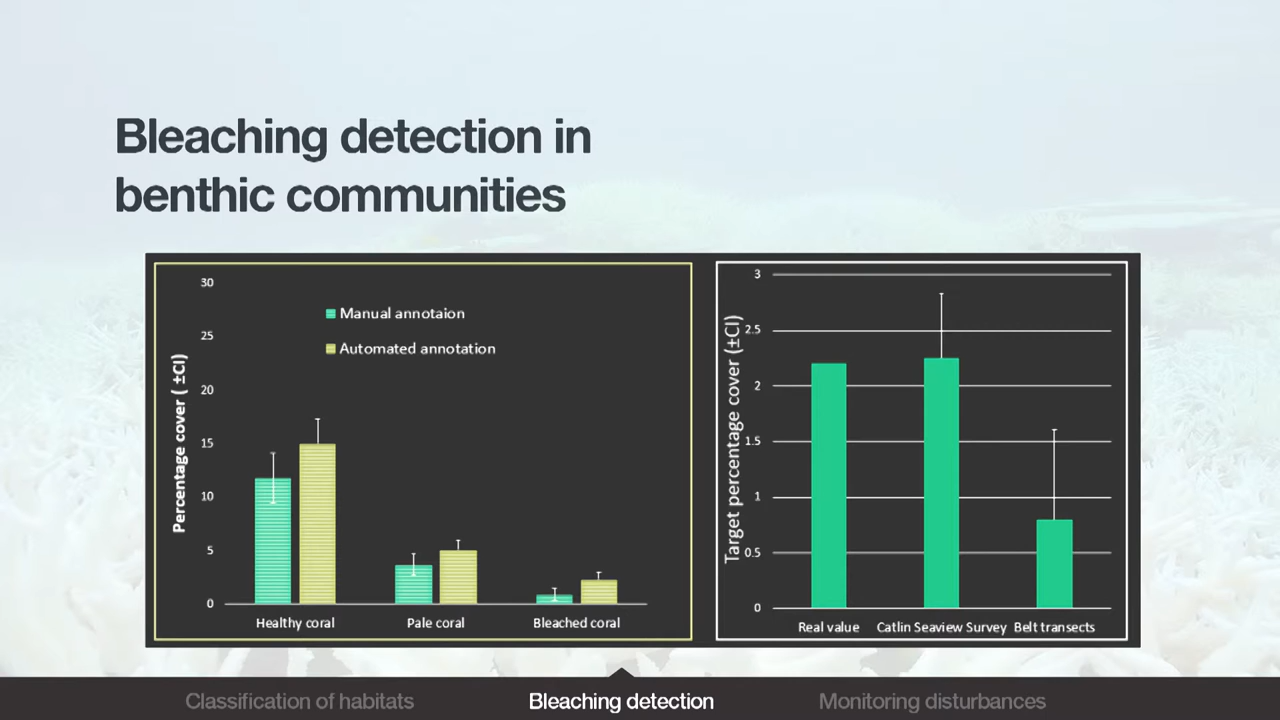 Bleaching detection in
benthic communities
30
25
20
15
10
5
0
Percentage cover ( ±CI)
Manual annotaion
Automated annotation
Healthy coral
Pale coral
Bleached coral
3
2.5
2
1.5
1
0.5
0
Target percentage cover (±CI)
Real value
Catlin Seaview Survey
Belt transects
Classification of habitats
Bleaching detection
Monitoring disturbances